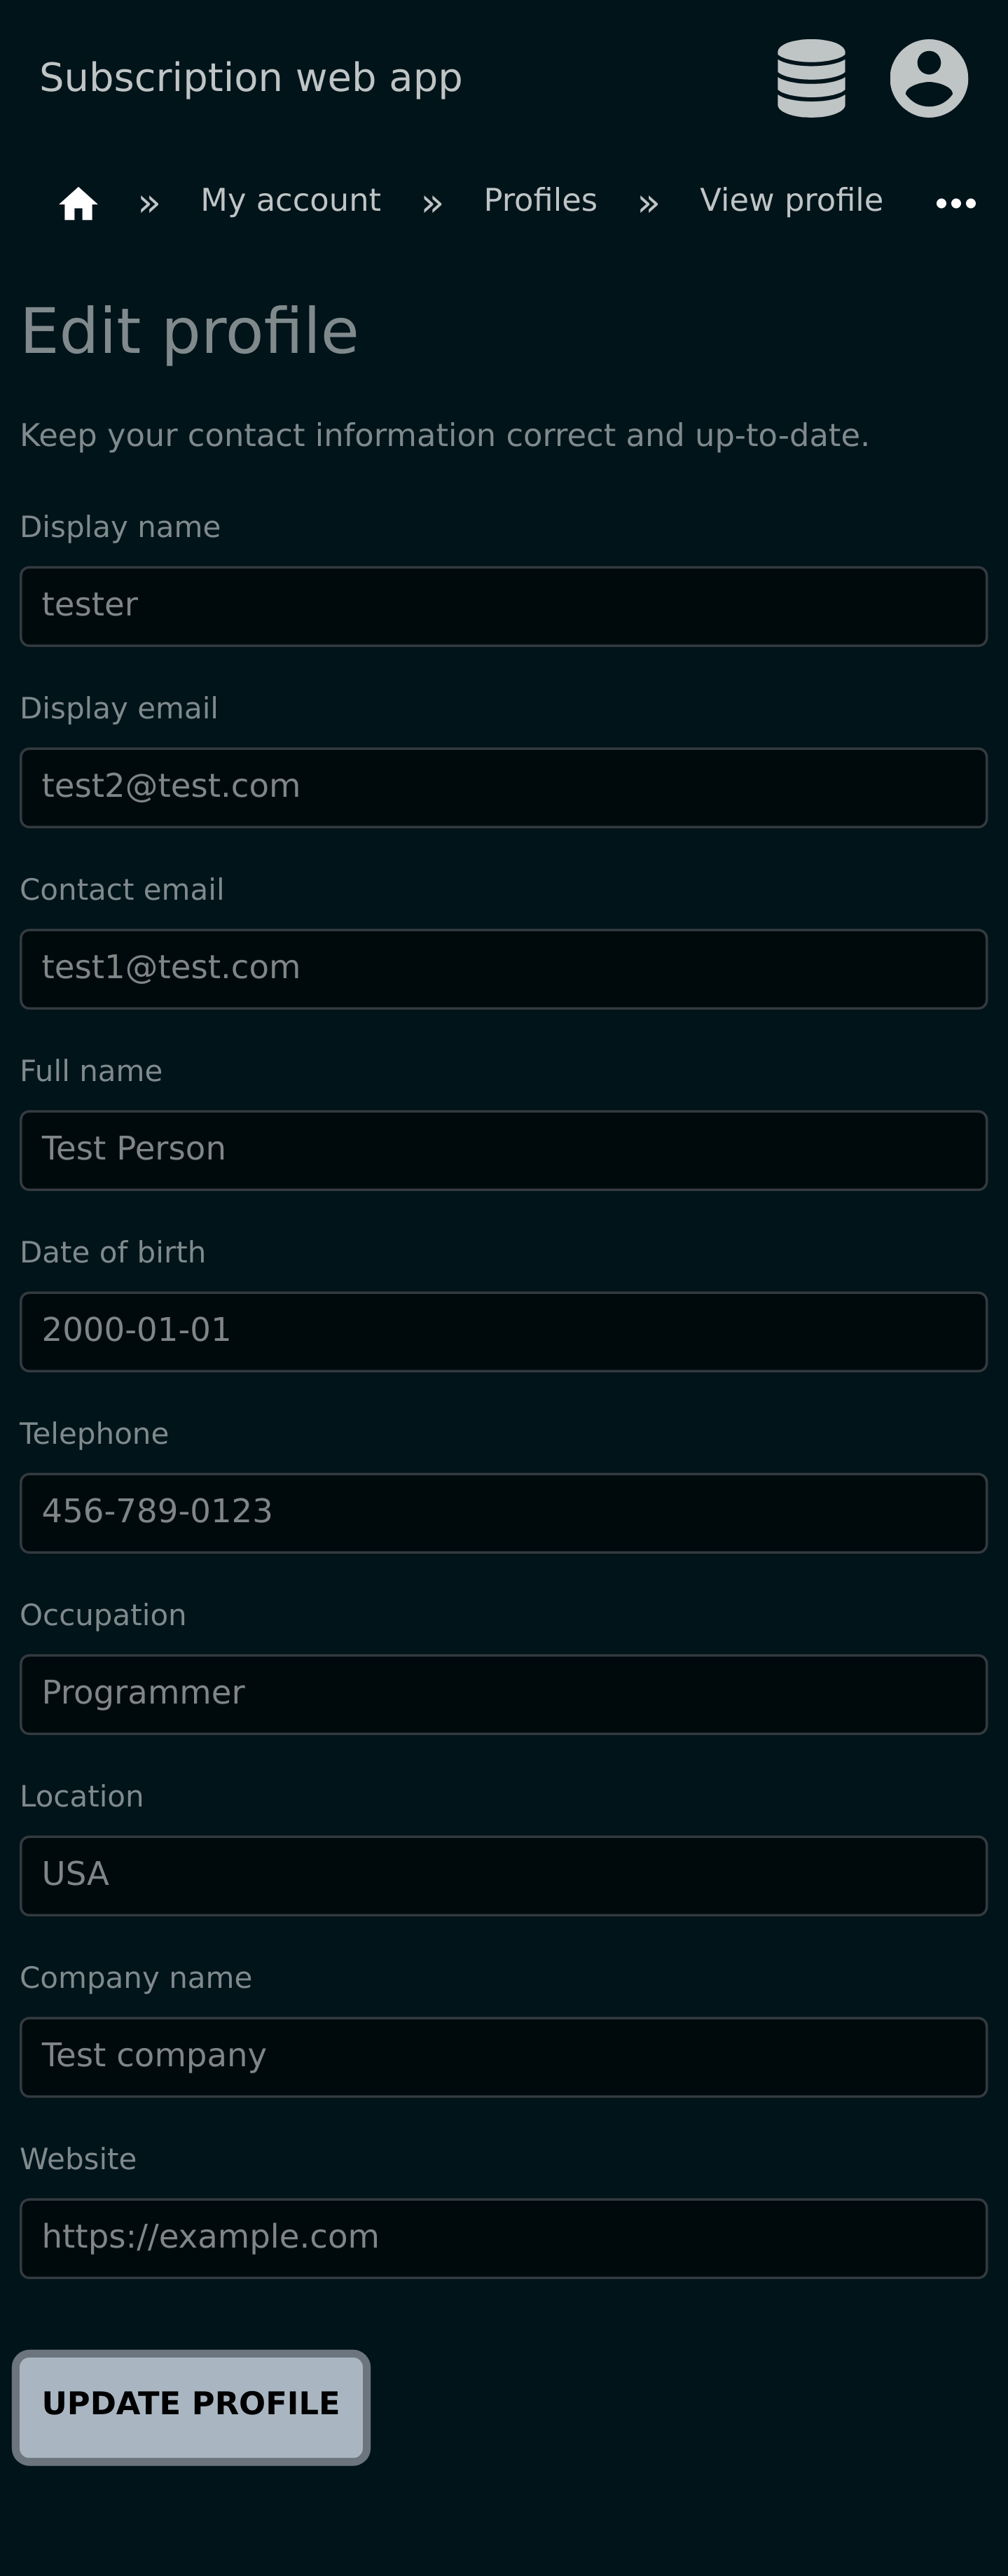 Subscription web app
» My account » Profiles » View profile
Edit profile
Keep your contact information correct and up-to-date.
Display name
tester
Display email
test2@test.com
Contact email
test1@test.com
Full name
Test Person
Date of birth
2000-01-01
Telephone
456-789-0123
Occupation
Programmer
Location
USA
Company name
Test company
Website
https://example.com
UPDATE PROFILE